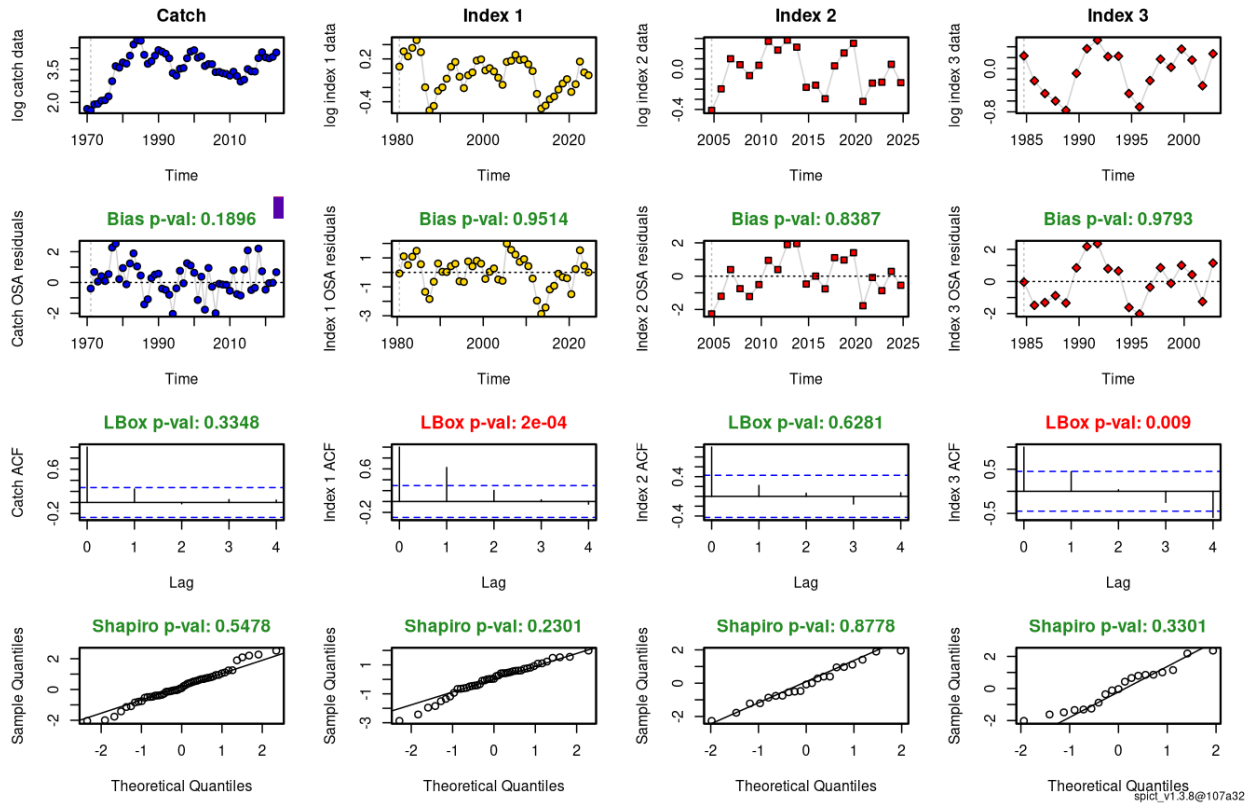 Catch
Index 1
Index 2
Index 3
log catch data
2.0 3.5
1970 1990 2010
Time
log index 1 data
-0.4 0.2
1980 2000 2020
Time
log index 2 data
-0.4 0.0
2005 2010 2015 2020 2025
Time
log index 3 data
-0.8 0.0
1985 1990 1995 2000
Time
Bias p-val: 0.1896
Bias p-val: 0.9514
Bias p-val: 0.8387
Bias p-val: 0.9793
Catch OSA residuals
-2 0 2
1970 1990 2010
Time
Index 1 OSA residuals
-3 -1 1
1980 2000 2020
Time
Index 2 OSA residuals
-2 0 2
2005 2010 2015 2020 2025
Time
Index 3 OSA residuals
-2 0 2
1985 1990 1995 2000
Time
LBox p-val: 0.3348
LBox p-val: 2e-04
LBox p-val: 0.6281
LBox p-val: 0.009
Catch ACF
-0.2 0.6
0 1 2 3 4
Lag
Index 1 ACF
-0.2 0.6
0 1 2 3 4
Lag
Index 2 ACF
-0.4 0.4
0 1 2 3 4
Lag
Index 3 ACF
-0.5 0.5
0 1 2 3 4
Lag
Shapiro p-val: 0.5478
Shapiro p-val: 0.2301
Shapiro p-val: 0.8778
Shapiro p-val: 0.3301
Sample Quantiles
-2 0 2
-2 -1 0 1 2
Theoretical Quantiles
Sample Quantiles
-3 -1 1
-2 -1 0 1 2
Theoretical Quantiles
Sample Quantiles
-2 0 2
-2 -1 0 1 2
Theoretical Quantiles
Sample Quantiles
-2 0 2
-2 -1 0 1 2
Theoretical Quantiles
spict_v1.3.8@107a32